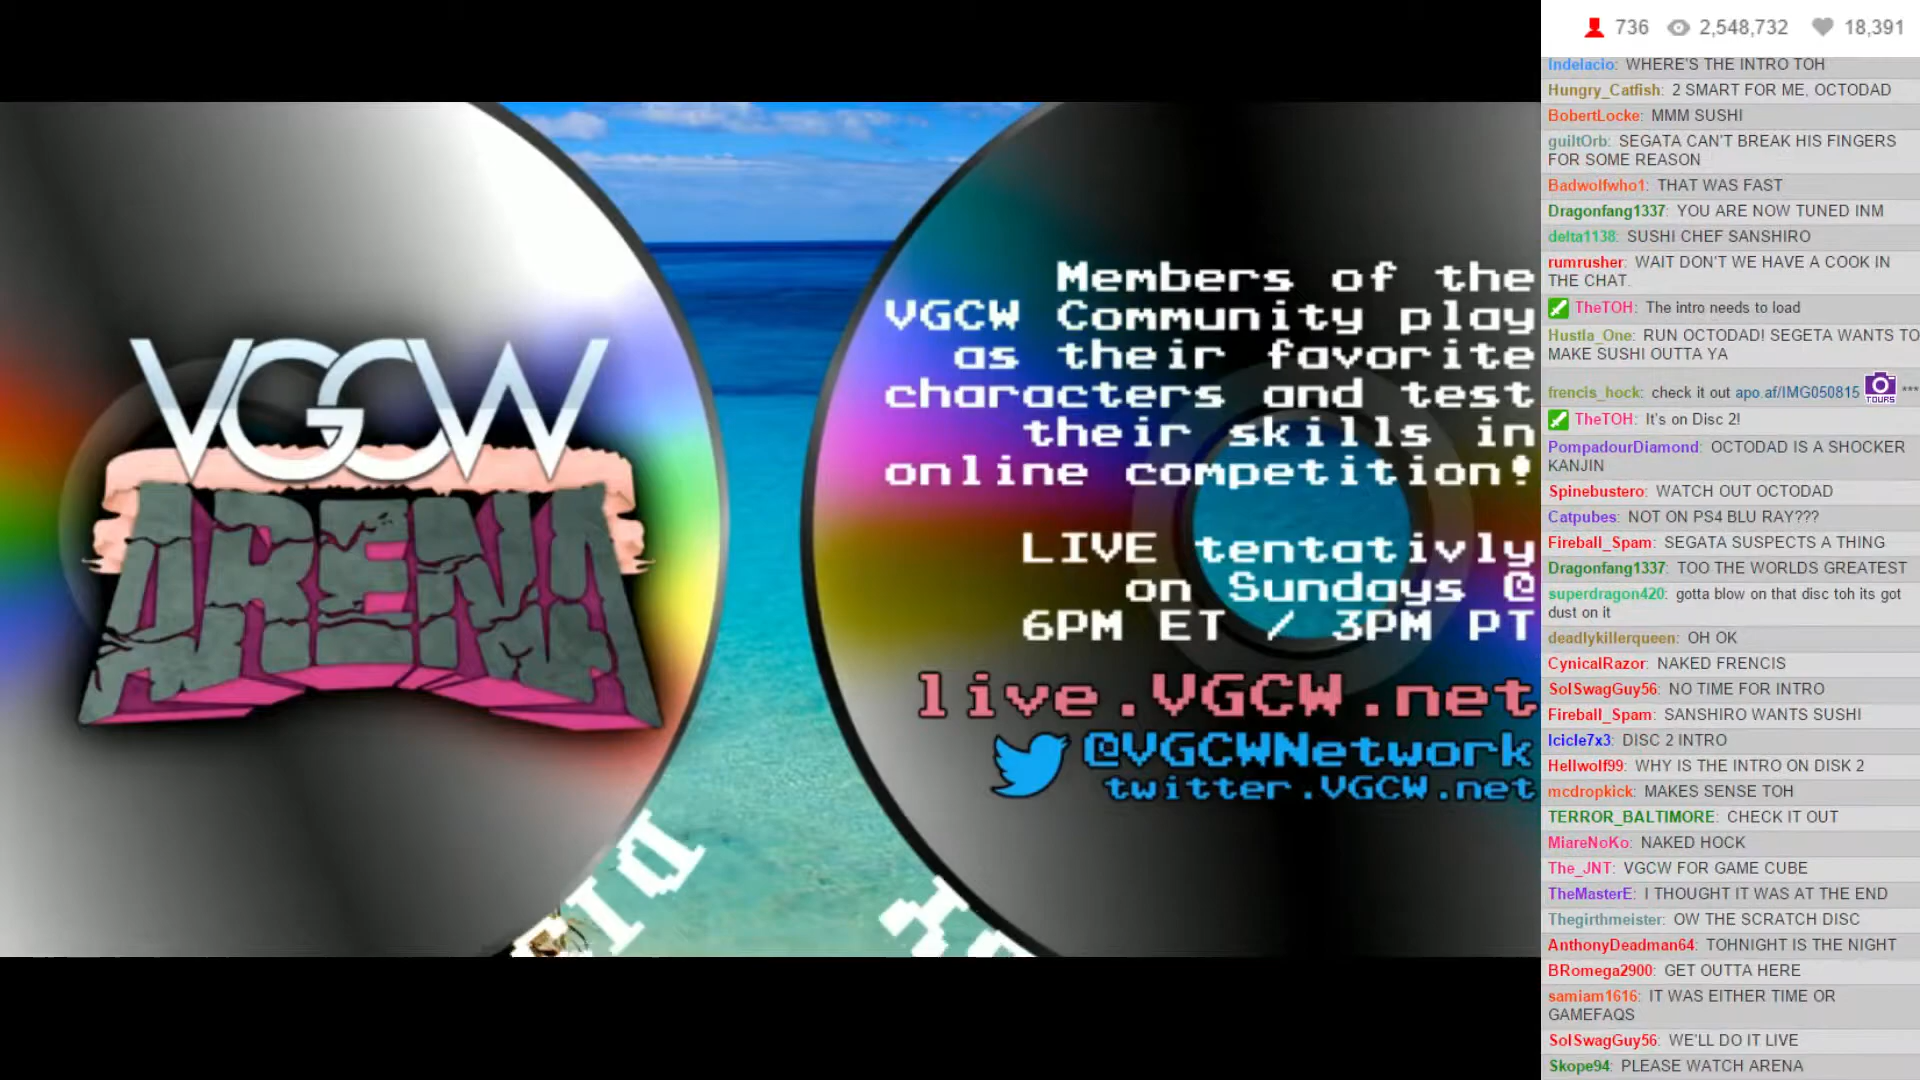 VGCW
ARENA
Members of the
VGCW Community play
as their favorite
characters and test
their skills in
online competition!
LIVE tentativly
on Sundays @
6PM ET / 3PM PT
live.VGCW.net
@VGCWNetwork
twitter.VGCW.net
736 2,548,732 18,391
Indelacio: WHERE'S THE INTRO TOH
Hungry_Catfish: 2 SMART FOR ME, OCTODAD
BobertLocke: MMM SUSHI
guiltOrb: SEGATA CAN'T BREAK HIS FINGERS
FOR SOME REASON
Badwolfwho1: THAT WAS FAST
Dragonfang1337: YOU ARE NOW TUNED INM
delta1138: SUSHI CHEF SANSHIRO
rumrusher: WAIT DON'T WE HAVE A COOK IN
THE CHAT.
TheTOH: The intro needs to load
Hustla_One: RUN OCTODAD! SEGETA WANTS TO
MAKE SUSHI OUTTA YA
frencis_hock: check it out apo.af/IMG050815 TOURS ***
TheTOH: It's on Disc 2!
PompadourDiamond: OCTODAD IS A SHOCKER
KANJIN
Spinebustero: WATCH OUT OCTODAD
Catpubes: NOT ON PS4 BLU RAY???
Fireball_Spam: SEGATA SUSPECTS A THING
Dragonfang1337: TOO THE WORLDS GREATEST
superdragon420: gotta blow on that disc toh its got
dust on it
deadlykillerqueen: OH OK
CynicalRazor: NAKED FRENCIS
SolSwagGuy56: NO TIME FOR INTRO
Fireball_Spam: SANSHIRO WANTS SUSHI
Icicle7x3: DISC 2 INTRO
Hellwolf99: WHY IS THE INTRO ON DISK 2
mcdropkick: MAKES SENSE TOH
TERROR_BALTIMORE: CHECK IT OUT
MiareNoKo: NAKED HOCK
The_JNT: VGCW FOR GAME CUBE
TheMasterE: I THOUGHT IT WAS AT THE END
Thegirthmeister: OW THE SCRATCH DISC
AnthonyDeadman64: TOHNIGHT IS THE NIGHT
BRomega2900: GET OUTTA HERE
samiam1616: IT WAS EITHER TIME OR
GAMEFAQS
SolSwagGuy56: WE'LL DO IT LIVE
Skope94: PLEASE WATCH ARENA